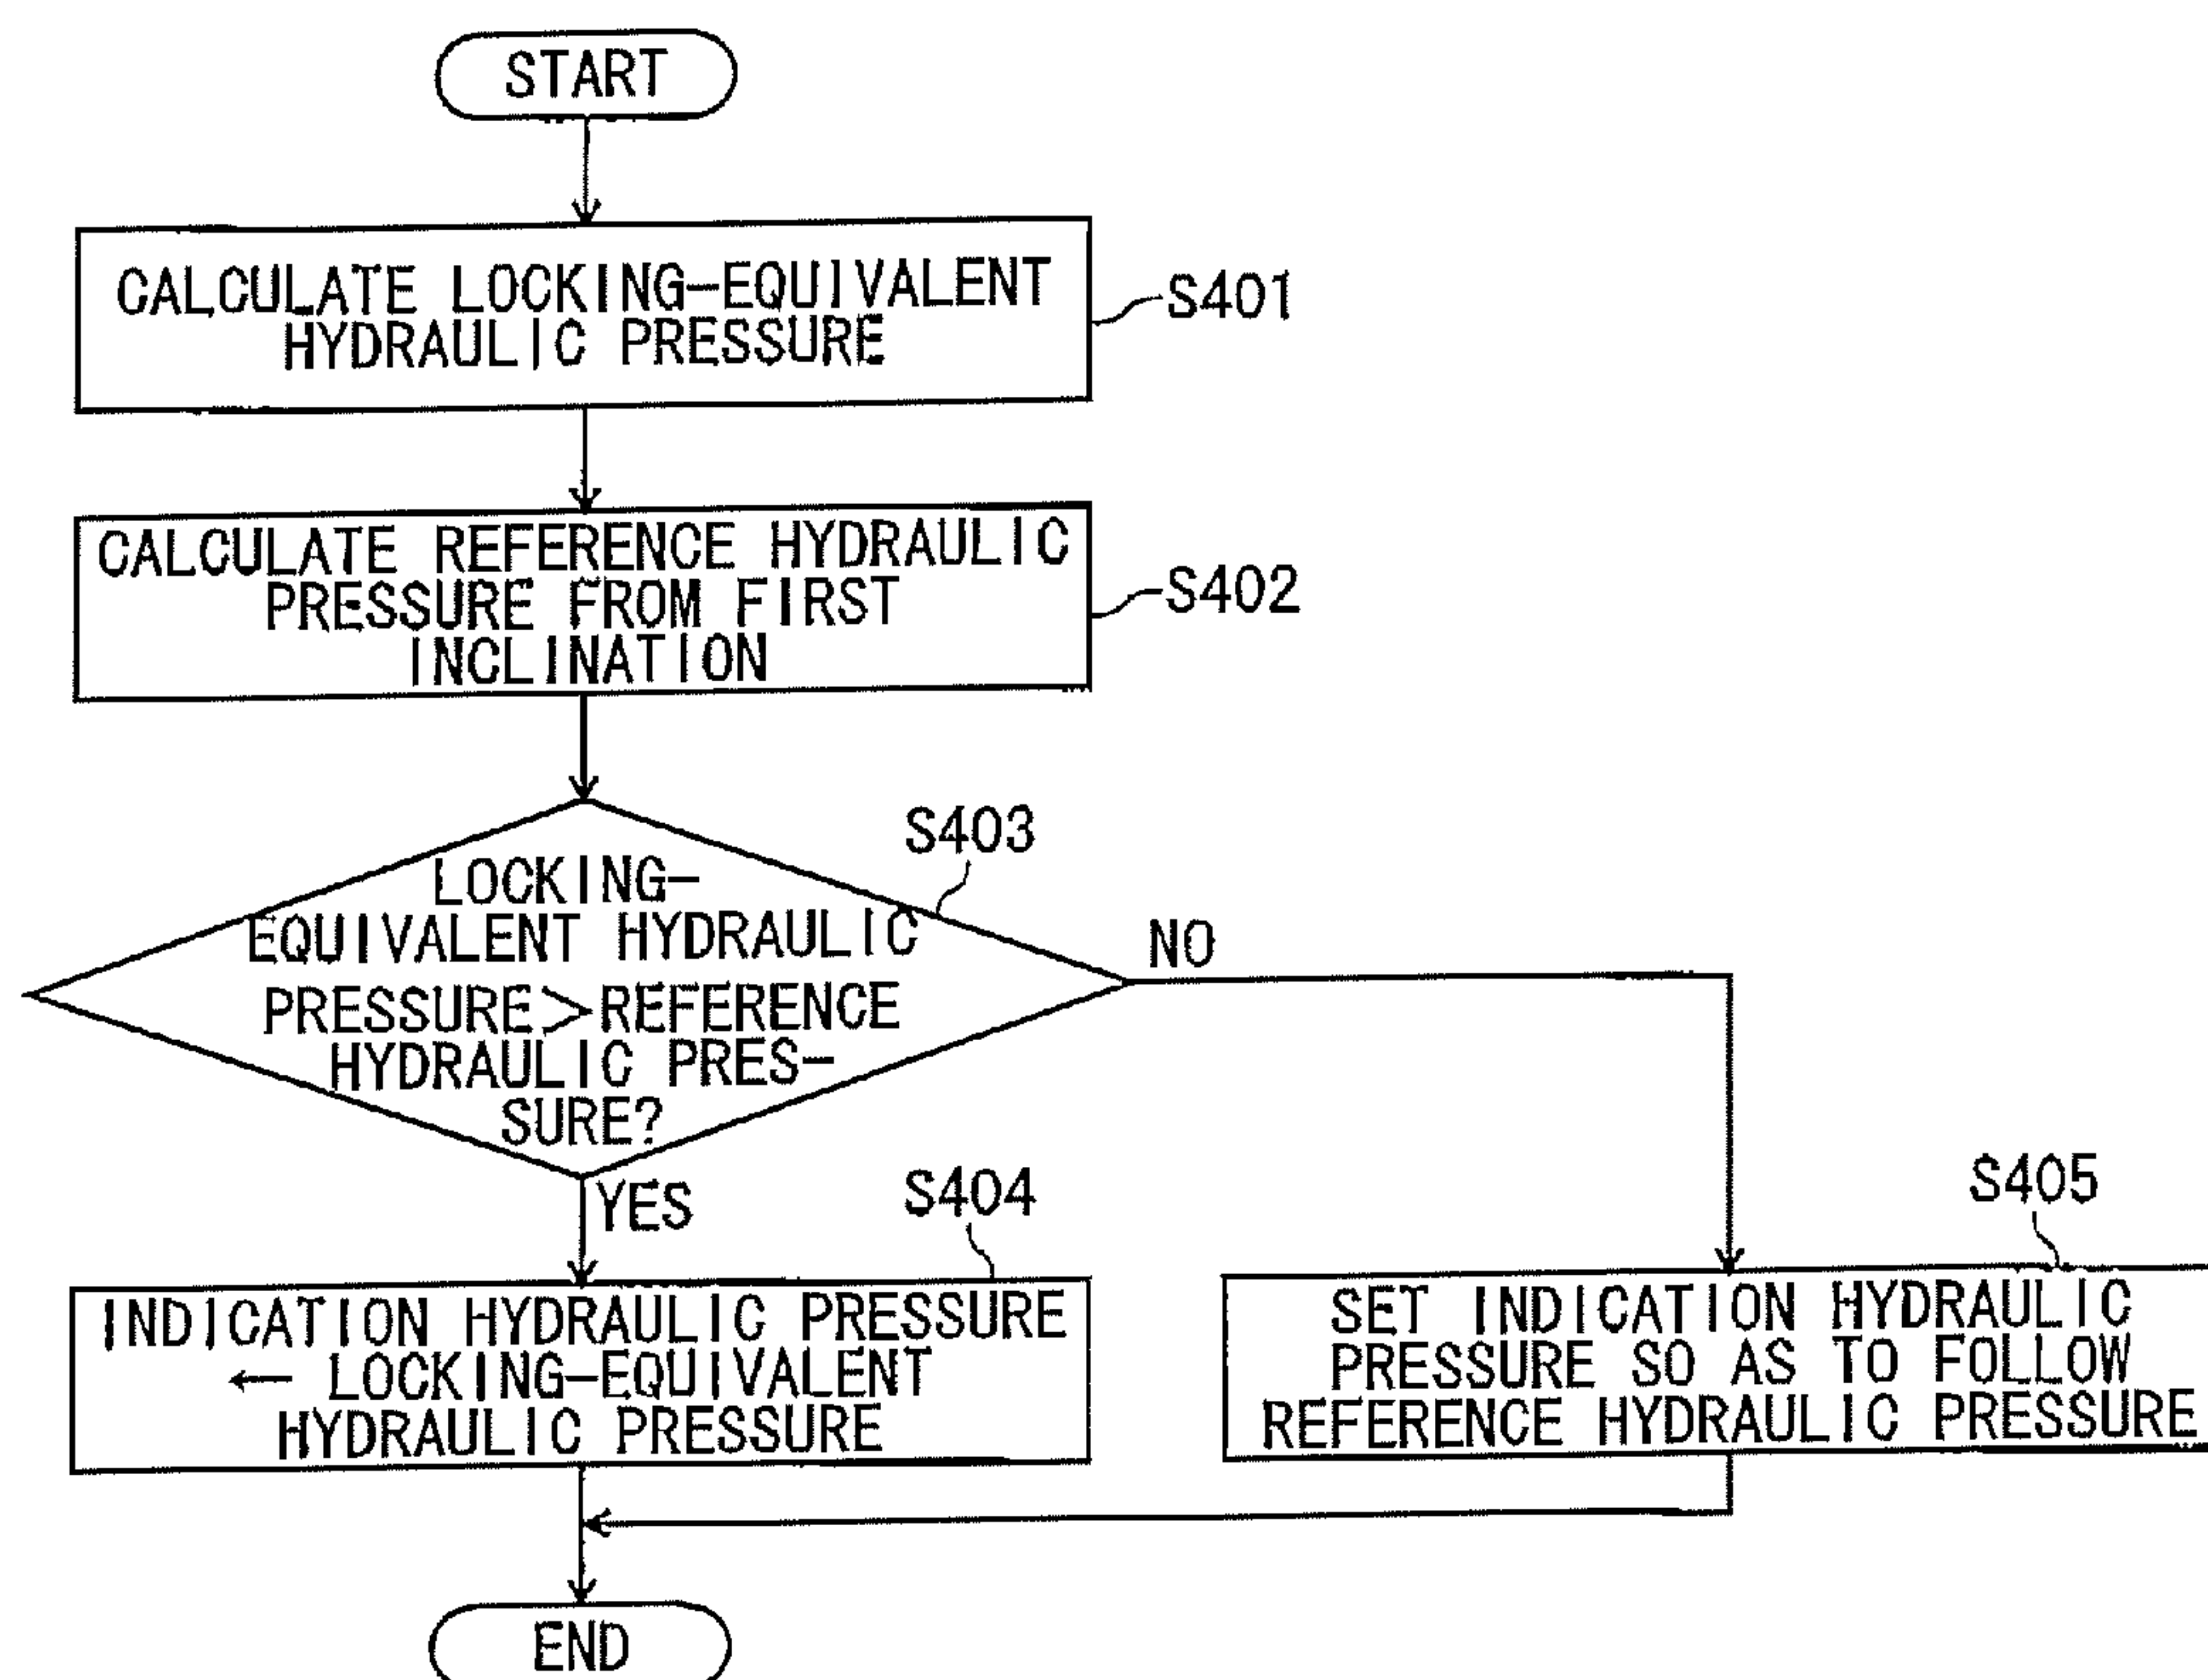 START
CALCULATE LOCKING-EQUIVALENT
HYDRAULIC PRESSURE
S401
CALCULATE REFERENCE HYDRAULIC
PRESSURE FROM FIRST
INCLINATION
S402
S403
LOCKING-
EQUIVALENT HYDRAULIC
PRESSURE>REFERENCE
HYDRAULIC PRES-
SURE?
NO
YES
S404
INDICATION HYDRAULIC PRESSURE
← LOCKING-EQUIVALENT
HYDRAULIC PRESSURE
S405
SET INDICATION HYDRAULIC
PRESSURE SO AS TO FOLLOW
REFERENCE HYDRAULIC PRESSURE
END